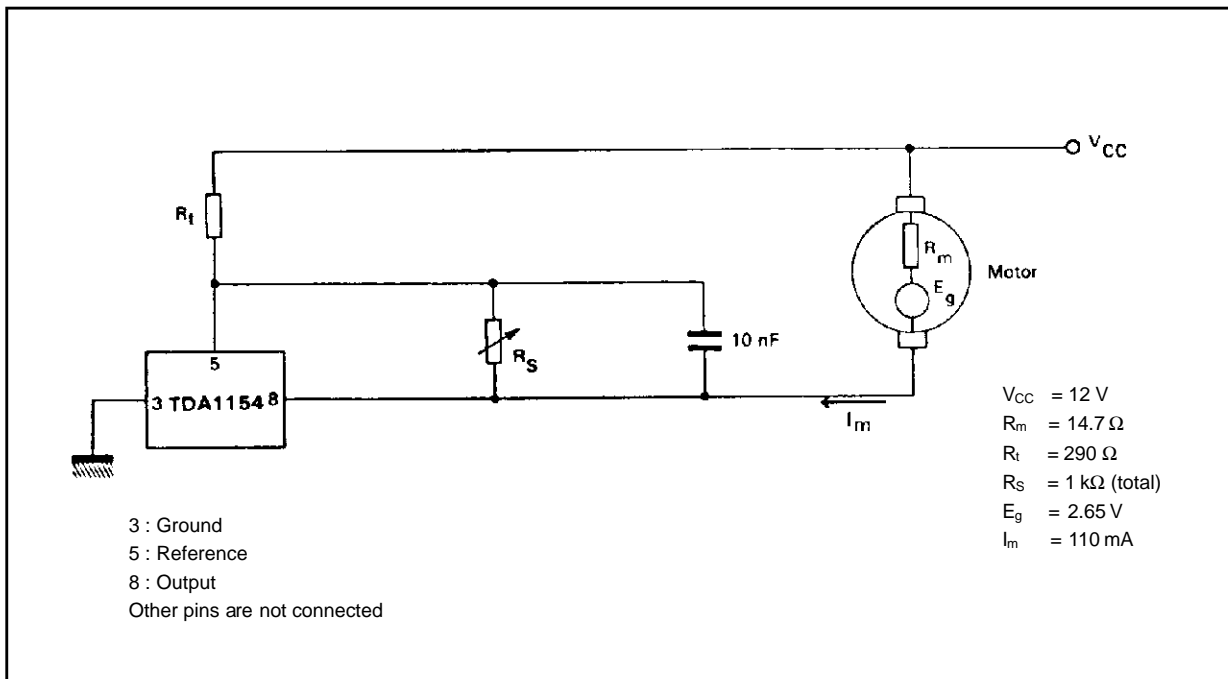 V_CC
R_t
R_m
Motor
E_g
5
R_S
10 nF
3 TDA1154 8
I_m
V_CC = 12 V
R_m = 14.7 Ω
R_t = 290 Ω
R_S = 1 kΩ (total)
E_g = 2.65 V
I_m = 110 mA
3 : Ground
5 : Reference
8 : Output
Other pins are not connected